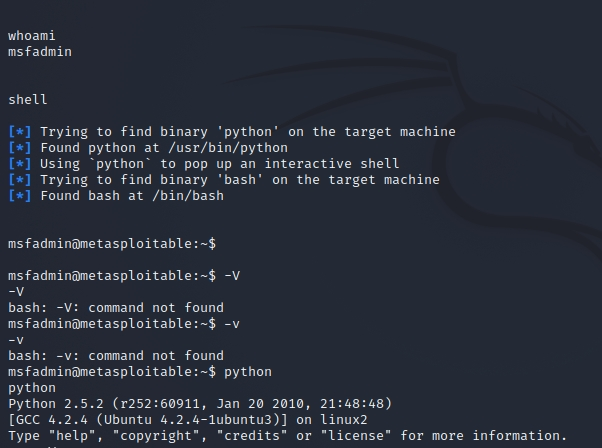 whoami
msfadmin
shell
[*] Trying to find binary 'python' on the target machine
[*] Found python at /usr/bin/python
[*] Using `python` to pop up an interactive shell
[*] Trying to find binary 'bash' on the target machine
[*] Found bash at /bin/bash
msfadmin@metasploitable:~$
msfadmin@metasploitable:~$ -V
-V
bash: -V: command not found
msfadmin@metasploitable:~$ -v
-v
bash: -v: command not found
msfadmin@metasploitable:~$ python
python
Python 2.5.2 (r252:60911, Jan 20 2010, 21:48:48)
[GCC 4.2.4 (Ubuntu 4.2.4-1ubuntu3)] on linux2
Type "help", "copyright", "credits" or "license" for more information.